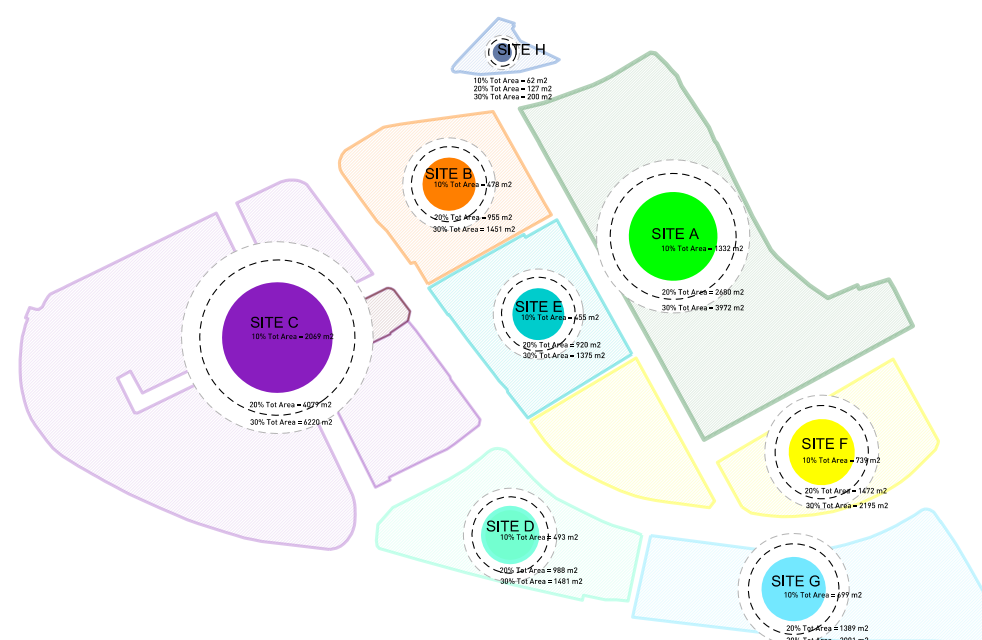 SITE H
10% Tot Area = 62 m2
20% Tot Area = 127 m2
30% Tot Area = 200 m2
SITE B
10% Tot Area = 478 m2
20% Tot Area = 955 m2
30% Tot Area = 1451 m2
SITE A
10% Tot Area = 1332 m2
20% Tot Area = 2680 m2
30% Tot Area = 3972 m2
SITE E
10% Tot Area = 455 m2
20% Tot Area = 920 m2
30% Tot Area = 1375 m2
SITE C
10% Tot Area = 2069 m2
20% Tot Area = 4079 m2
30% Tot Area = 6220 m2
SITE F
10% Tot Area = 739 m2
20% Tot Area = 1472 m2
30% Tot Area = 2195 m2
SITE D
10% Tot Area = 493 m2
20% Tot Area = 988 m2
30% Tot Area = 1481 m2
SITE G
10% Tot Area = 699 m2
20% Tot Area = 1389 m2
30% Tot Area = m2